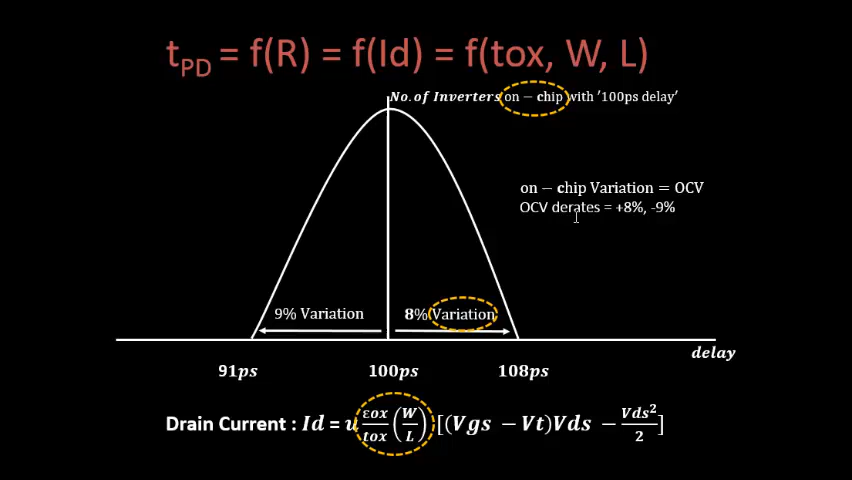 tPD = f(R) = f(Id) = f(tox, W, L)
No. of Inverters on − chip with '100ps delay'
on − chip Variation = OCV
OCV derates = +8%, -9%
9% Variation
8% Variation
delay
91ps
100ps
108ps
Drain Current : Id = u εox/tox (W/L) [(Vgs − Vt)Vds − Vds²/2]